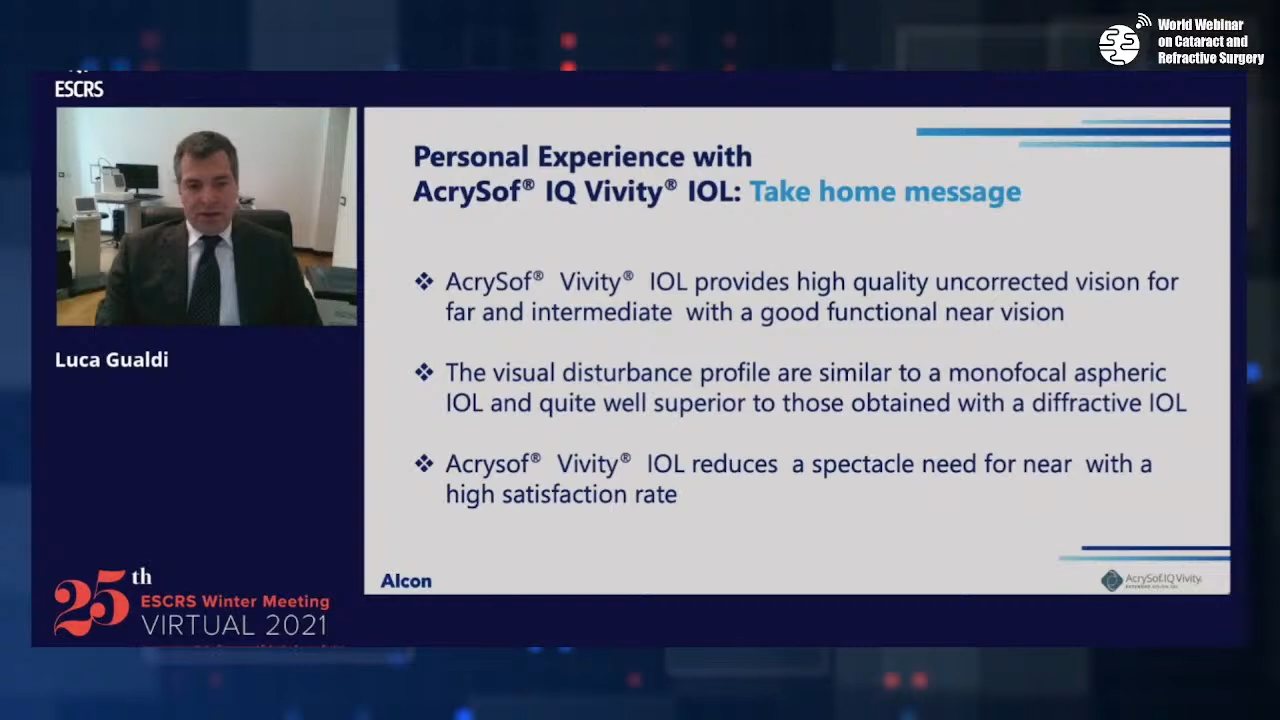 World Webinar
on Cataract and
Refractive Surgery
ESCRS
Personal Experience with
AcrySof® IQ Vivity® IOL: Take home message
❖ AcrySof® Vivity® IOL provides high quality uncorrected vision for
far and intermediate with a good functional near vision
Luca Gualdi
❖ The visual disturbance profile are similar to a monofocal aspheric
IOL and quite well superior to those obtained with a diffractive IOL
❖ Acrysof® Vivity® IOL reduces a spectacle need for near with a
high satisfaction rate
Alcon
AcrySof IQ Vivity
25th
ESCRS Winter Meeting
VIRTUAL 2021